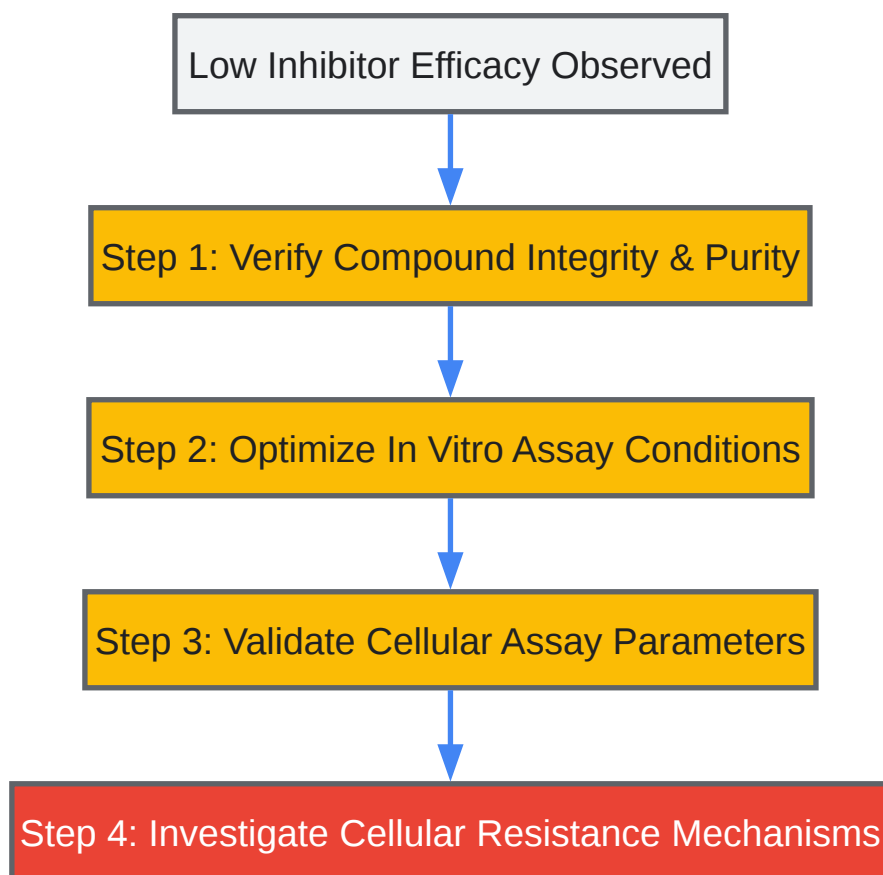 Low Inhibitor Efficacy Observed
Step 1: Verify Compound Integrity & Purity
Step 2: Optimize In Vitro Assay Conditions
Step 3: Validate Cellular Assay Parameters
Step 4: Investigate Cellular Resistance Mechanisms